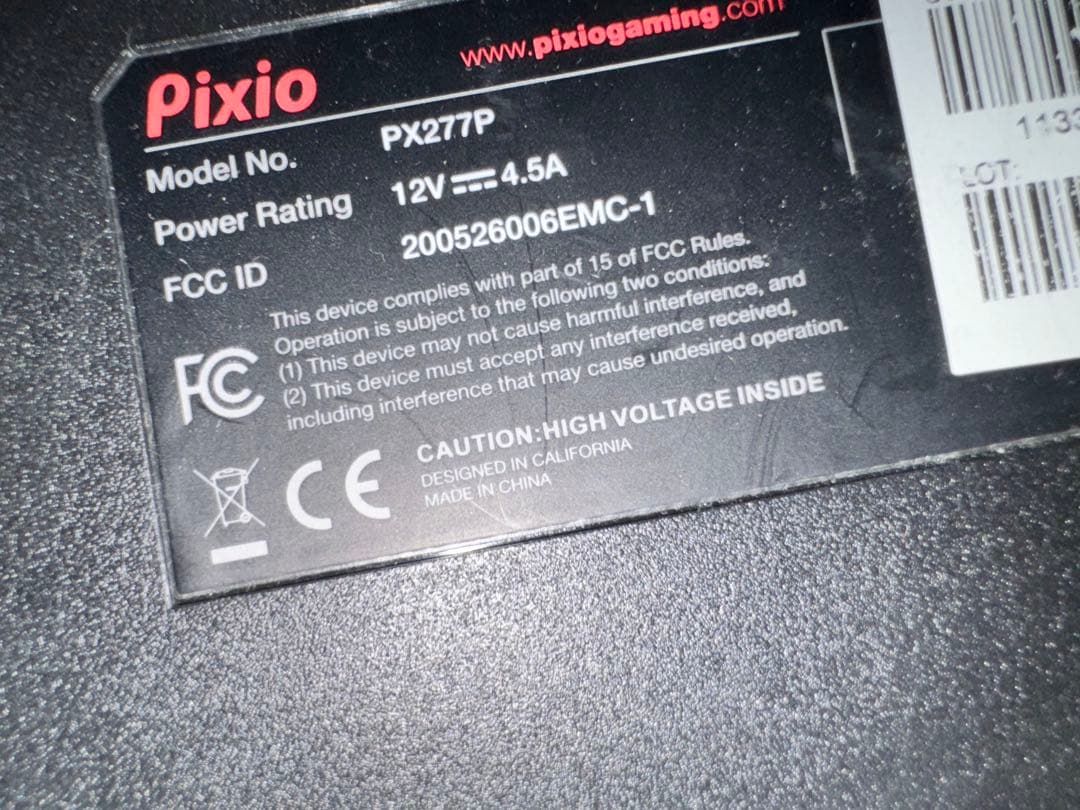 Pixio
www.pixiogaming.com
Model No. PX277P
Power Rating 12V 4.5A
FCC ID 200526006EMC-1
This device complies with part of 15 of FCC Rules.
Operation is subject to the following two conditions:
(1) This device may not cause harmful interference, and
(2) This device must accept any interference received,
including interference that may cause undesired operation.
FC
CE
CAUTION:HIGH VOLTAGE INSIDE
DESIGNED IN CALIFORNIA
MADE IN CHINA
1133
LOT: